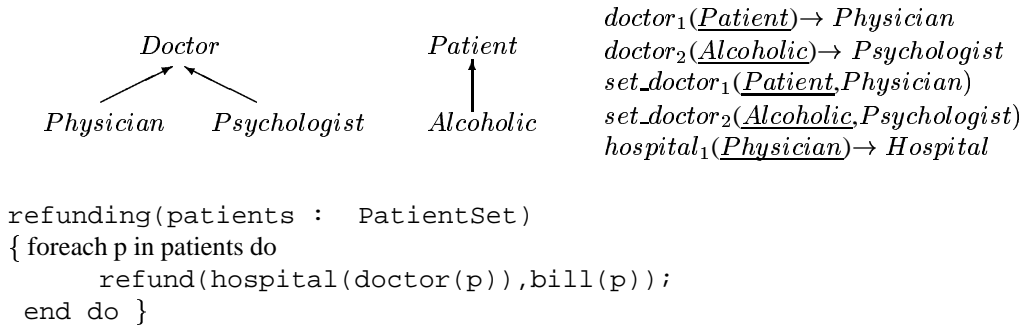 Doctor Patient
Physician Psychologist Alcoholic
doctor₁(Patient)→ Physician
doctor₂(Alcoholic)→ Psychologist
set_doctor₁(Patient,Physician)
set_doctor₂(Alcoholic,Psychologist)
hospital₁(Physician)→ Hospital
refunding(patients : PatientSet)
{ foreach p in patients do
refund(hospital(doctor(p)),bill(p));
end do }